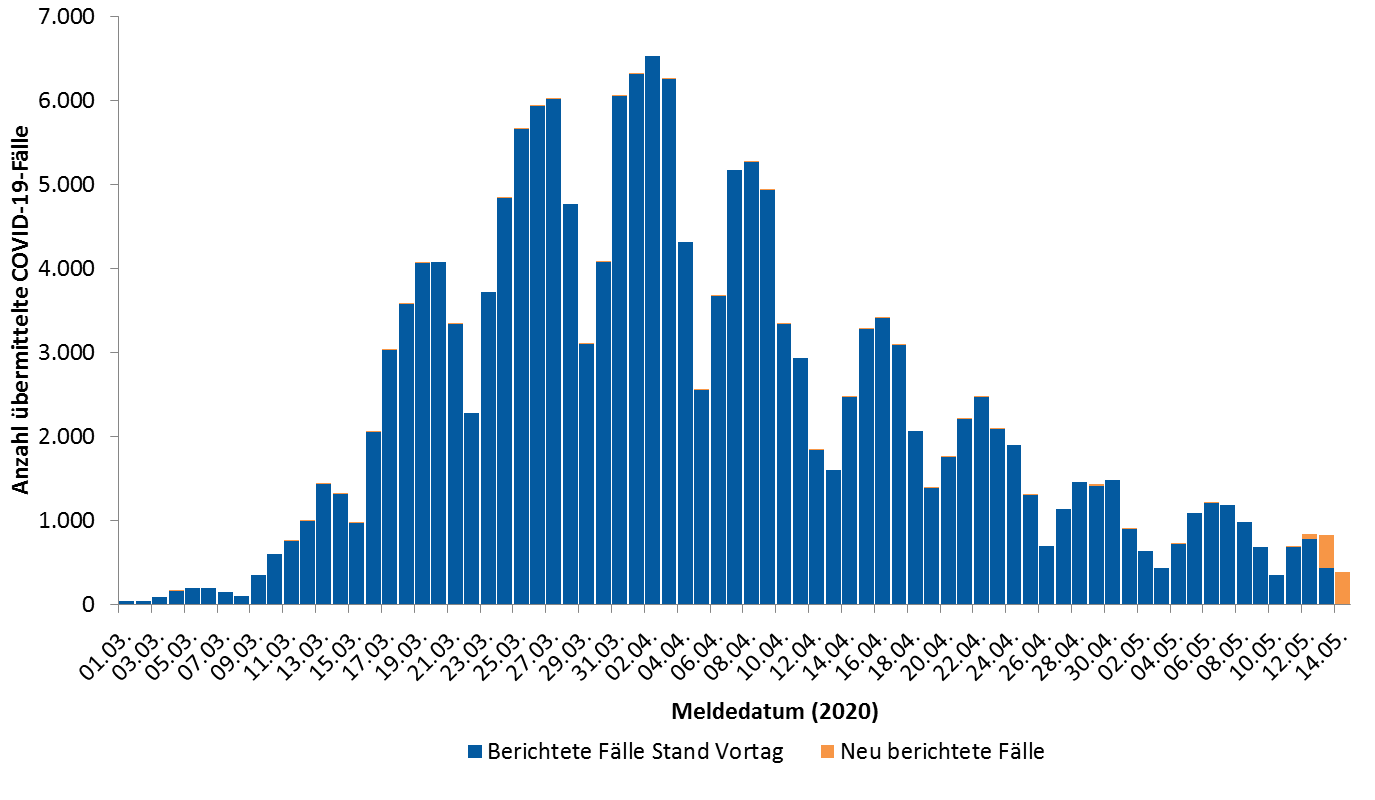 7.000
6.000
5.000
4.000
3.000
2.000
1.000
0
Anzahl übermittelte COVID-19-Fälle
01.03. 03.03. 05.03. 07.03. 09.03. 11.03. 13.03. 15.03. 17.03. 19.03. 21.03. 23.03. 25.03. 27.03. 29.03. 31.03. 02.04. 04.04. 06.04. 08.04. 10.04. 12.04. 14.04. 16.04. 18.04. 20.04. 22.04. 24.04. 26.04. 28.04. 30.04. 02.05. 04.05. 06.05. 08.05. 10.05. 12.05. 14.05.
Meldedatum (2020)
Berichtete Fälle Stand Vortag Neu berichtete Fälle